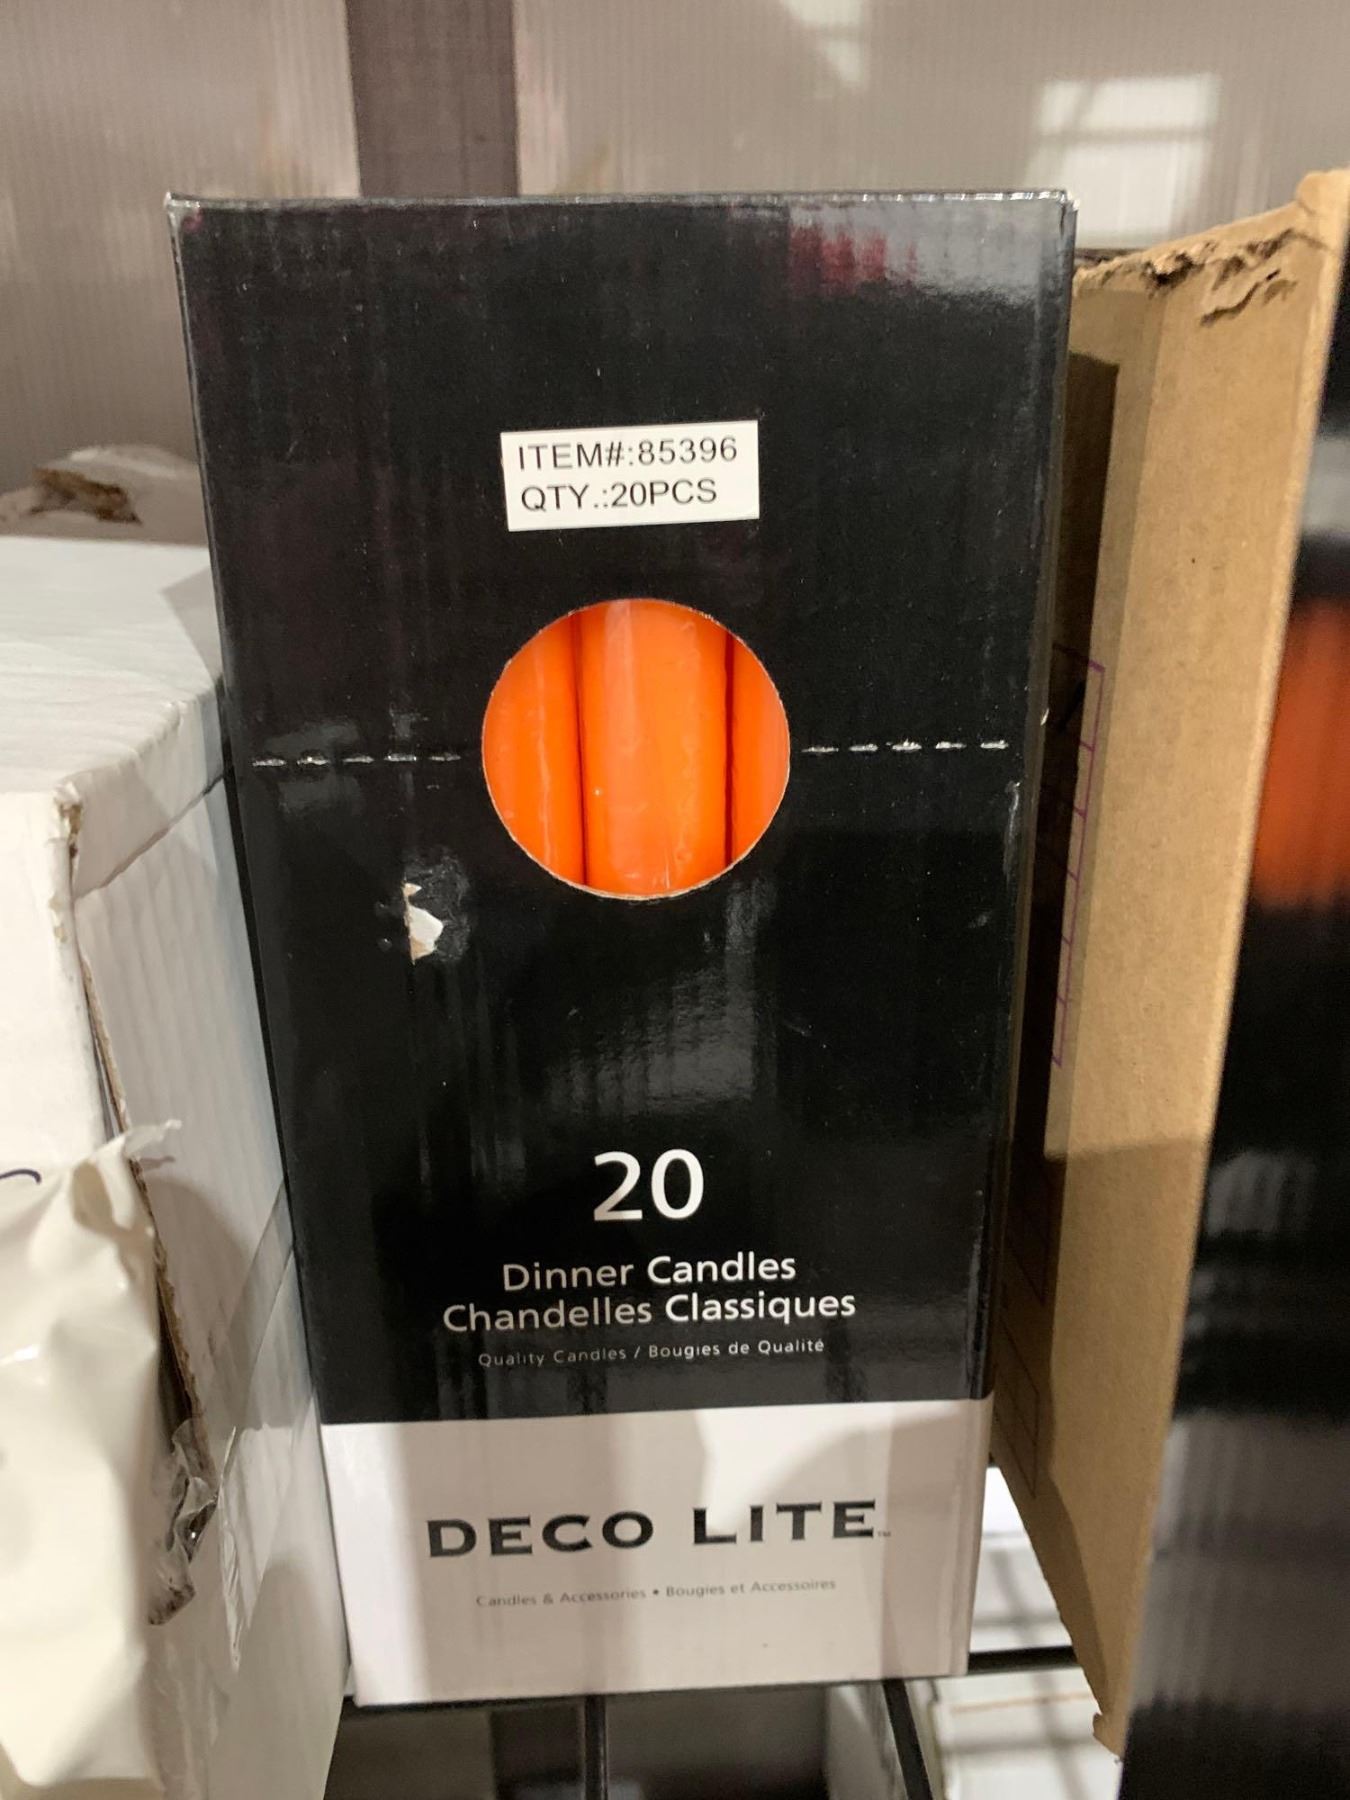 ITEM#:85396
QTY.:20PCS
20
Dinner Candles
Chandelles Classiques
Quality Candles / Bougies de Qualité
DECO LITE™
Candles & Accessories • Bougies et Accessoires